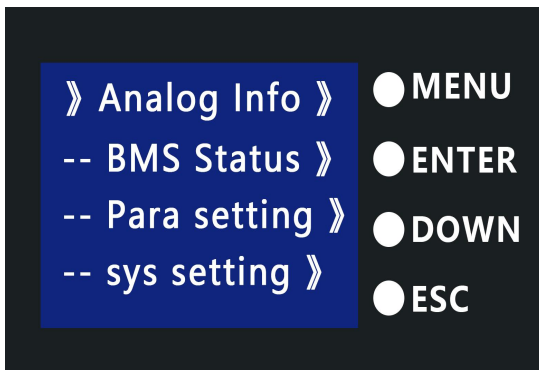 》 Analog Info 》
-- BMS Status 》
-- Para setting 》
-- sys setting 》
MENU
ENTER
DOWN
ESC